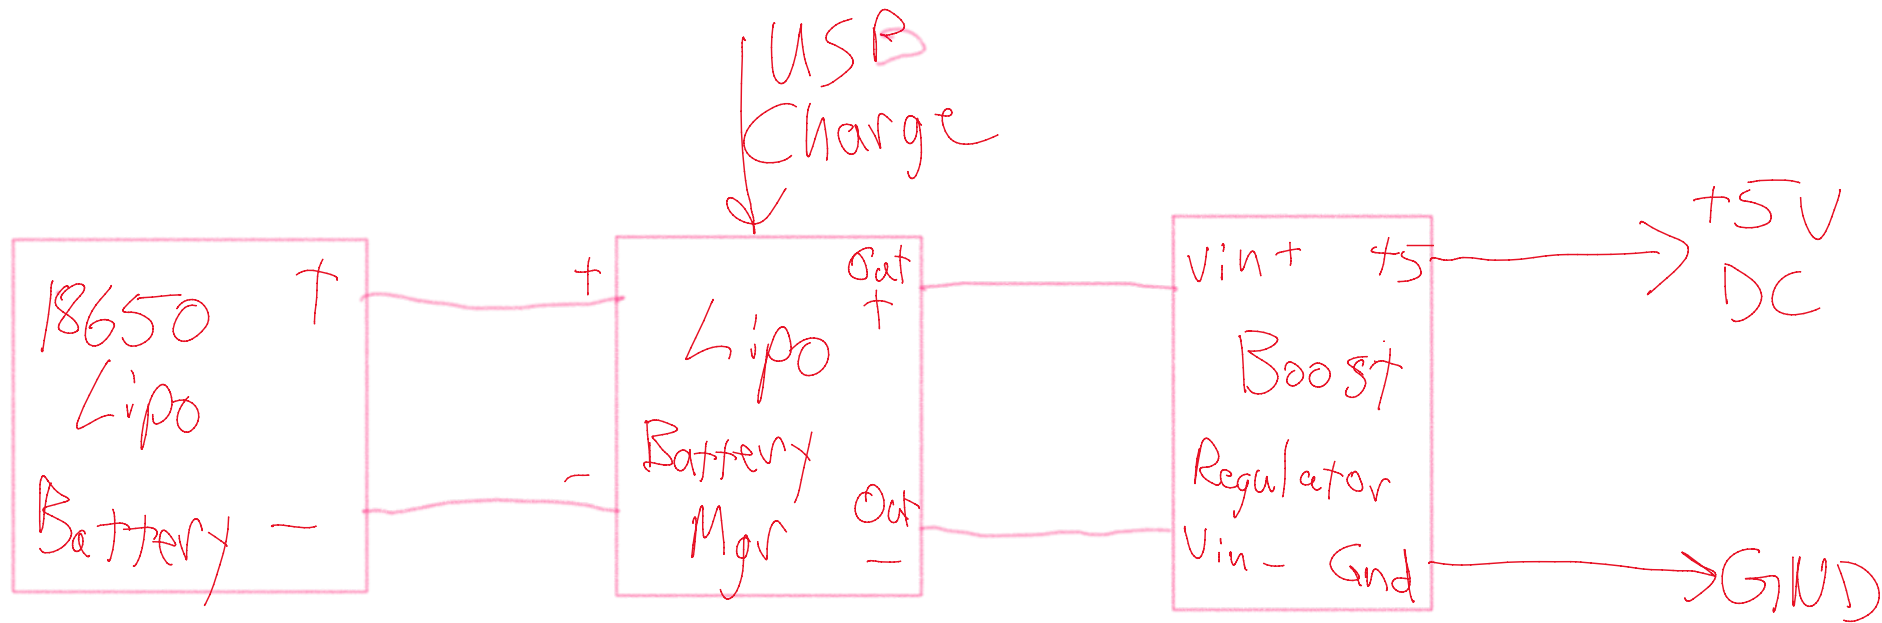 USB
Charge
18650
Lipo
Battery
+
-
+
-
Lipo
Battery
Mgr
Out
+
Out
-
Vin+
+5
Boost
Regulator
Vin-
Gnd
+5V
DC
GND